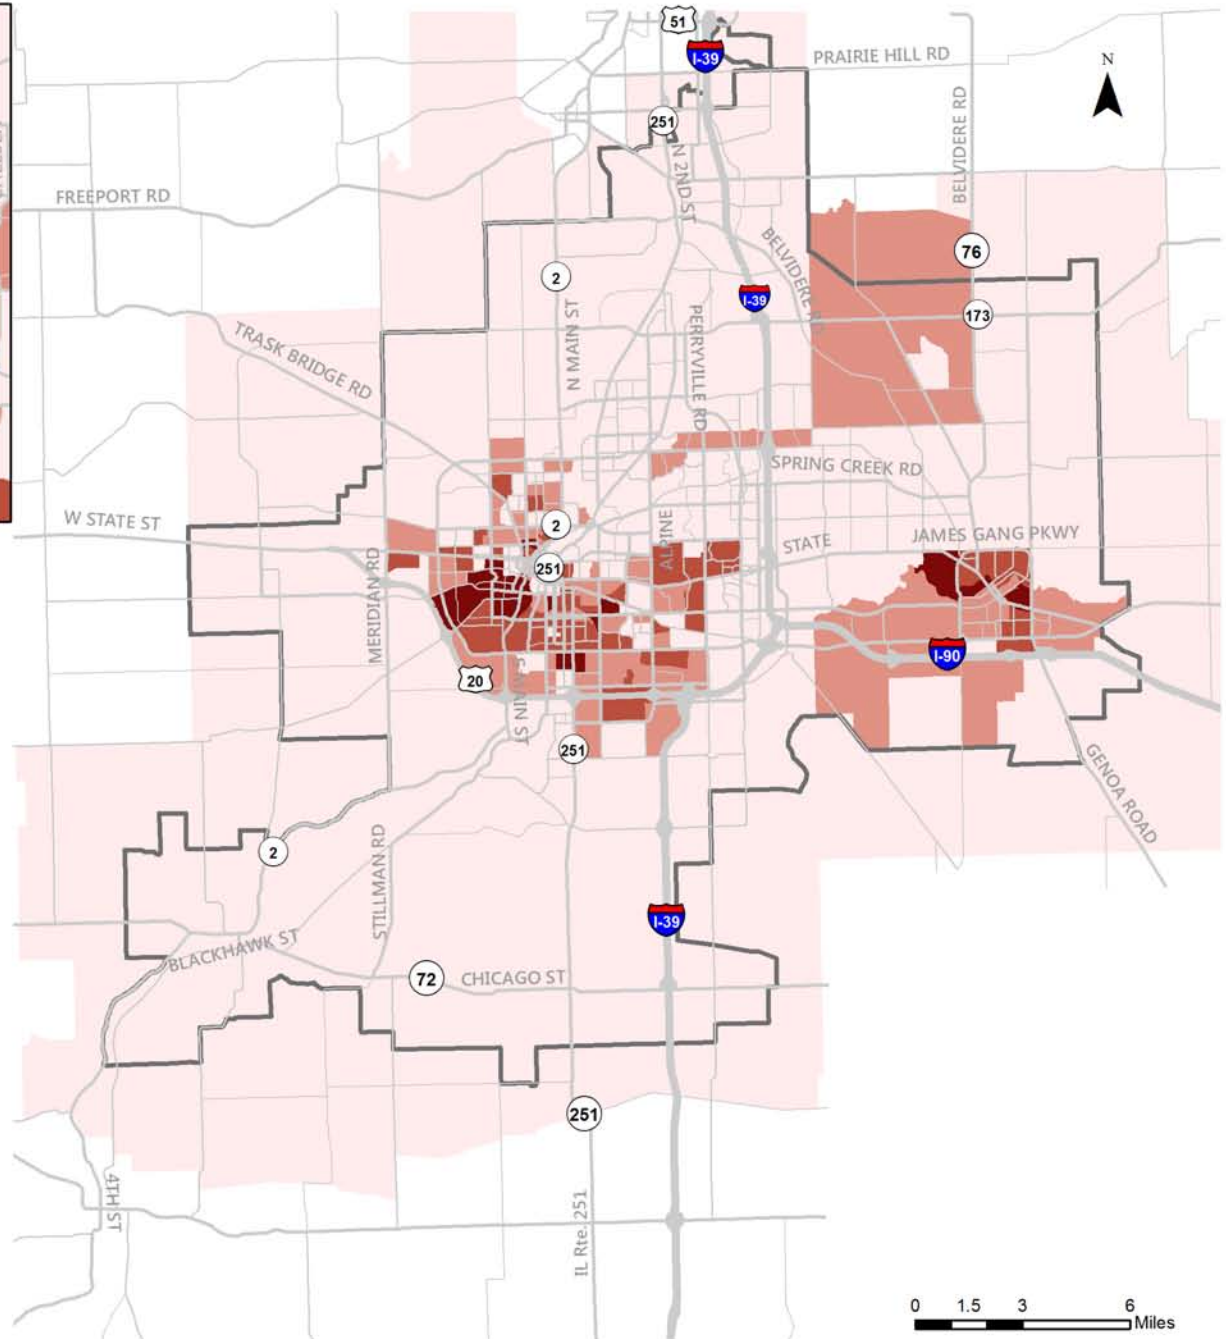 51
I-39
PRAIRIE HILL RD
N
BELVIDERE RD
251
N 2ND ST
FREEPORT RD
BELVIDERE RD
76
2
I-39
173
TRASK BRIDGE RD
N MAIN ST
PERRYVILLE RD
SPRING CREEK RD
W STATE ST
2
ALPINE
STATE
JAMES GANG PKWY
251
MERIDIAN RD
I-90
20
S MAIN ST
251
GENOA ROAD
2
STILLMAN RD
I-39
BLACKHAWK ST
72
CHICAGO ST
251
4TH ST
IL Rte. 251
0 1.5 3 6
Miles